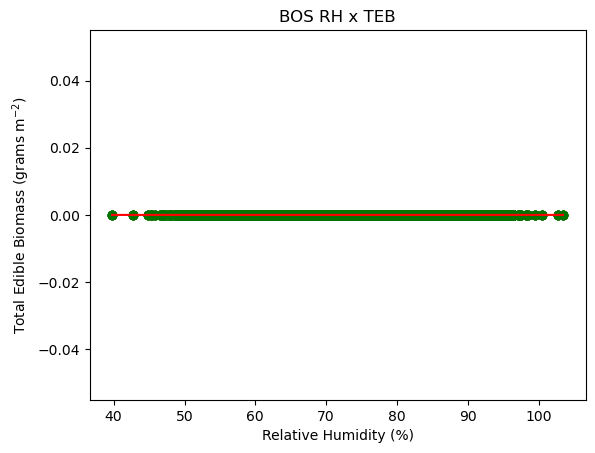 BOS RH x TEB
Total Edible Biomass (grams m⁻²)
0.04
0.02
0.00
−0.02
−0.04
40 50 60 70 80 90 100
Relative Humidity (%)